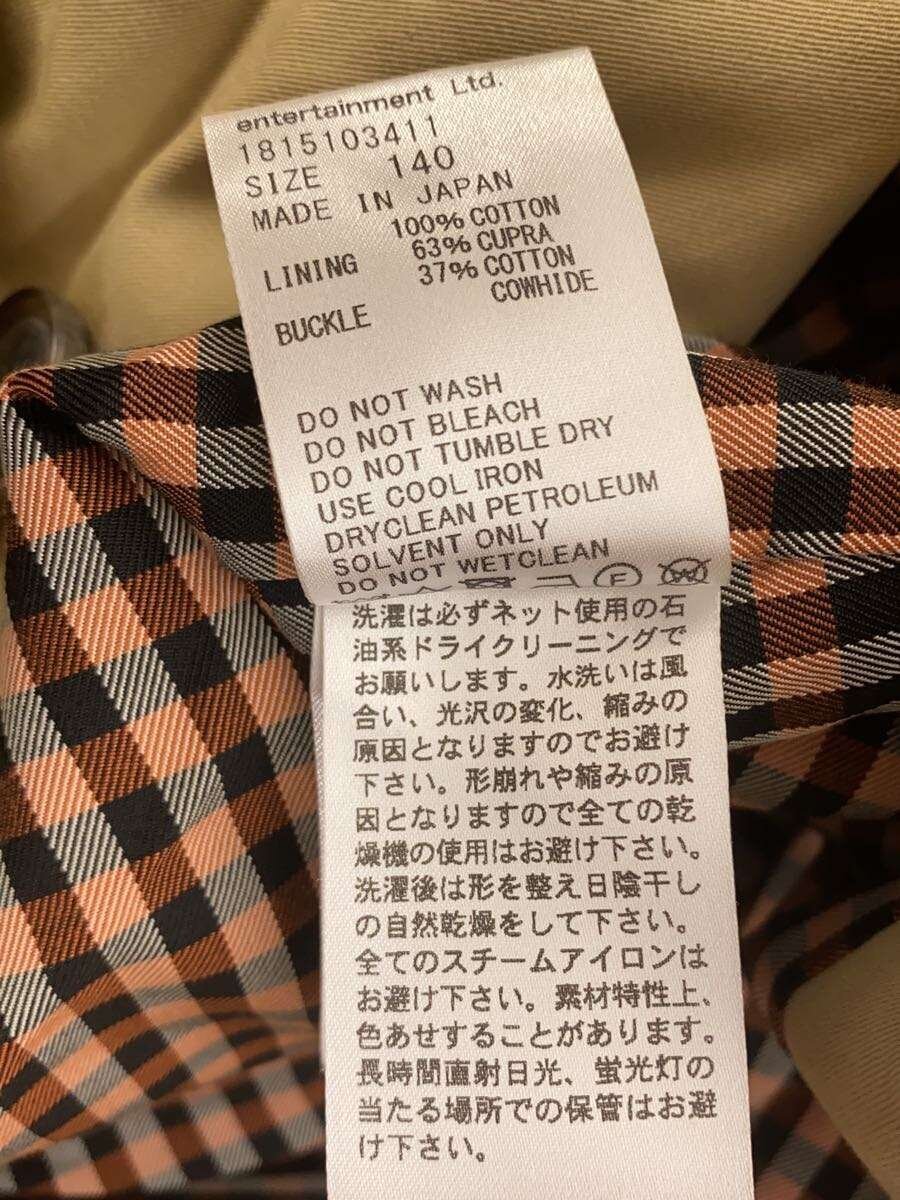 entertainment Ltd.
1815103411
SIZE 140
MADE IN JAPAN
100% COTTON
LINING 63% CUPRA
37% COTTON
BUCKLE COWHIDE
DO NOT WASH
DO NOT BLEACH
DO NOT TUMBLE DRY
USE COOL IRON
DRYCLEAN PETROLEUM
SOLVENT ONLY
DO NOT WETCLEAN
F W
洗濯は必ずネット使用の石
油系ドライクリーニングで
お願いします。水洗いは風
合い、光沢の変化、縮みの
原因となりますのでお避け
下さい。形崩れや縮みの原
因となりますので全ての乾
燥機の使用はお避け下さい。
洗濯後は形を整え日陰干し
の自然乾燥をして下さい。
全てのスチームアイロンは
お避け下さい。素材特性上、
色あせすることがあります。
長時間直射日光、蛍光灯の
当たる場所での保管はお避
け下さい。